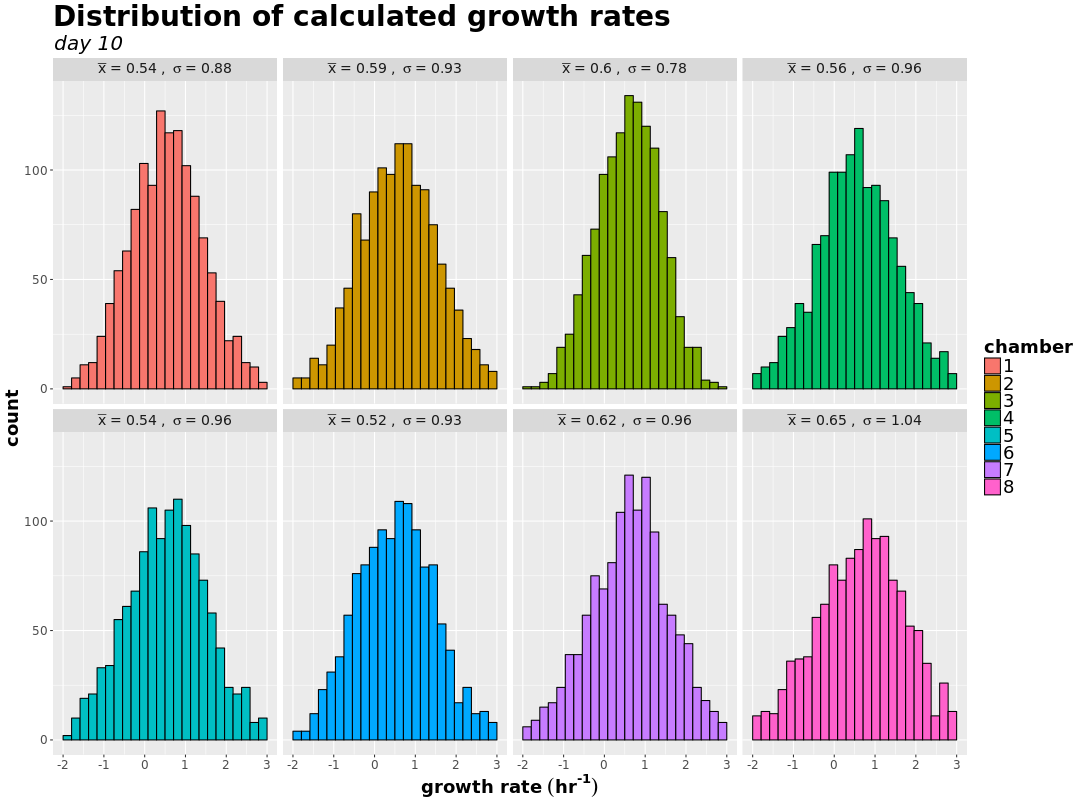 Distribution of calculated growth rates
day 10
x̅ = 0.54 , σ = 0.88
x̅ = 0.59 , σ = 0.93
x̅ = 0.6 , σ = 0.78
x̅ = 0.56 , σ = 0.96
100
50
0
x̅ = 0.54 , σ = 0.96
x̅ = 0.52 , σ = 0.93
x̅ = 0.62 , σ = 0.96
x̅ = 0.65 , σ = 1.04
100
50
0
-2 -1 0 1 2 3
-2 -1 0 1 2 3
-2 -1 0 1 2 3
-2 -1 0 1 2 3
growth rate (hr⁻¹)
count
chamber
1
2
3
4
5
6
7
8